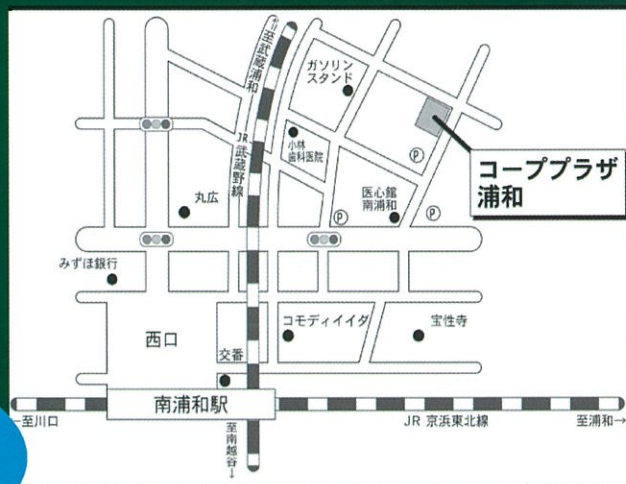 ←至武蔵浦和
JR 武蔵野線
ガソリン
スタンド
小林
歯科医院
Ⓟ
コーププラザ
浦和
丸広
医心館
南浦和
Ⓟ
Ⓟ
みずほ銀行
西口
交番
コモディイイダ
宝性寺
南浦和駅
←至川口
JR 京浜東北線
至浦和→
至南越谷→